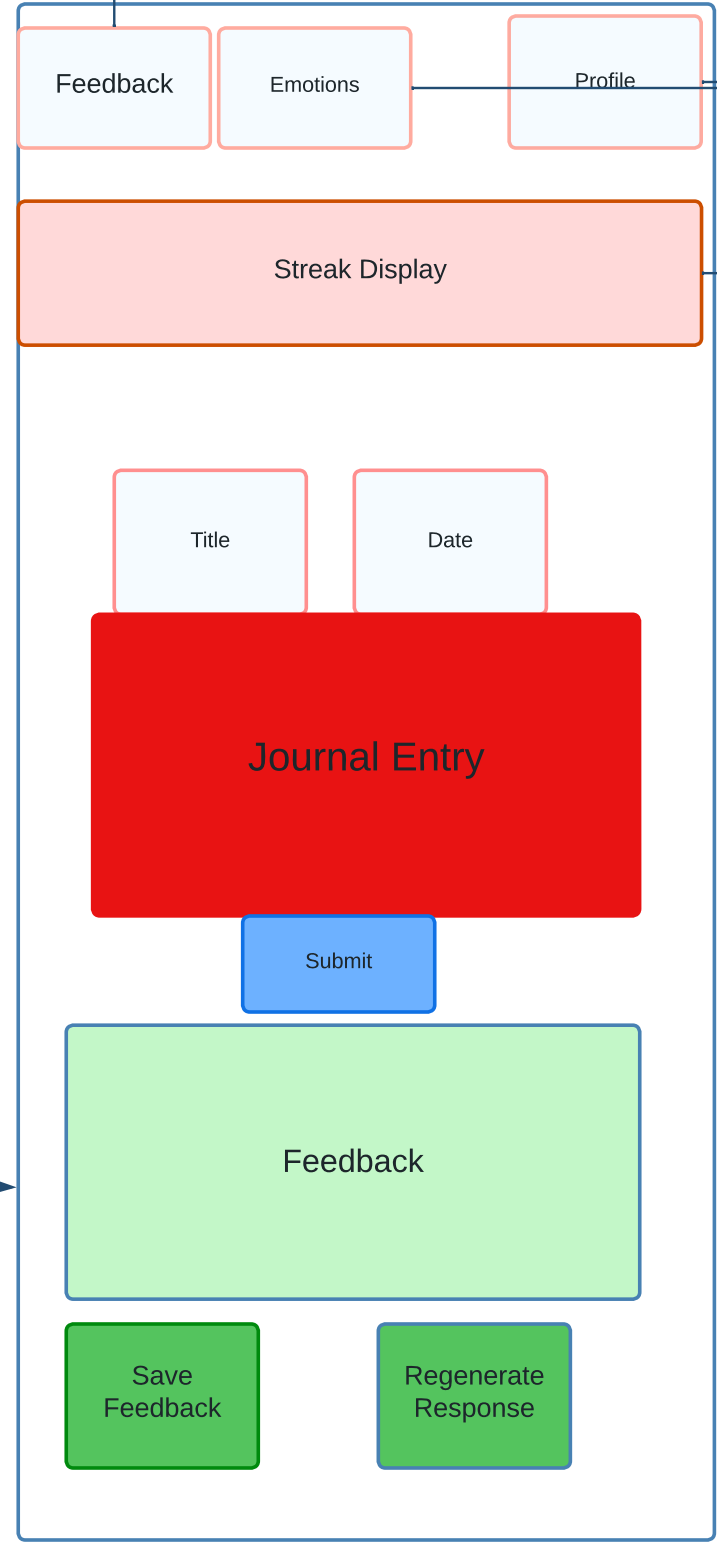 Feedback
Emotions
Profile
Streak Display
Title
Date
Journal Entry
Submit
Feedback
Save
Feedback
Regenerate
Response